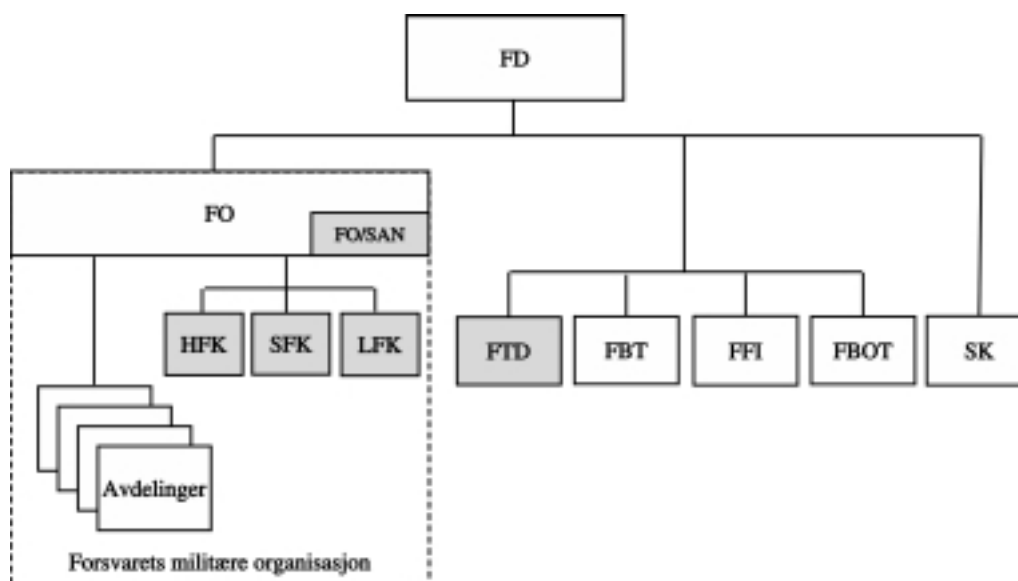 FD
FO
FO/SAN
HFK
SFK
LFK
FTD
FBT
FFI
FBOT
SK
Avdelinger
Forsvarets militære organisasjon